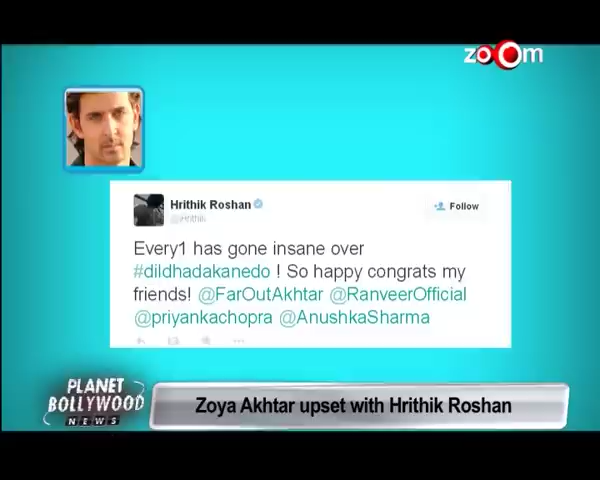 zoom
Hrithik Roshan
@iHrithik
Follow
Every1 has gone insane over
#dildhadakanedo ! So happy congrats my
friends! @FarOutAkhtar @RanveerOfficial
@priyankachopra @AnushkaSharma
PLANET
BOLLYWOOD
NEWS
Zoya Akhtar upset with Hrithik Roshan